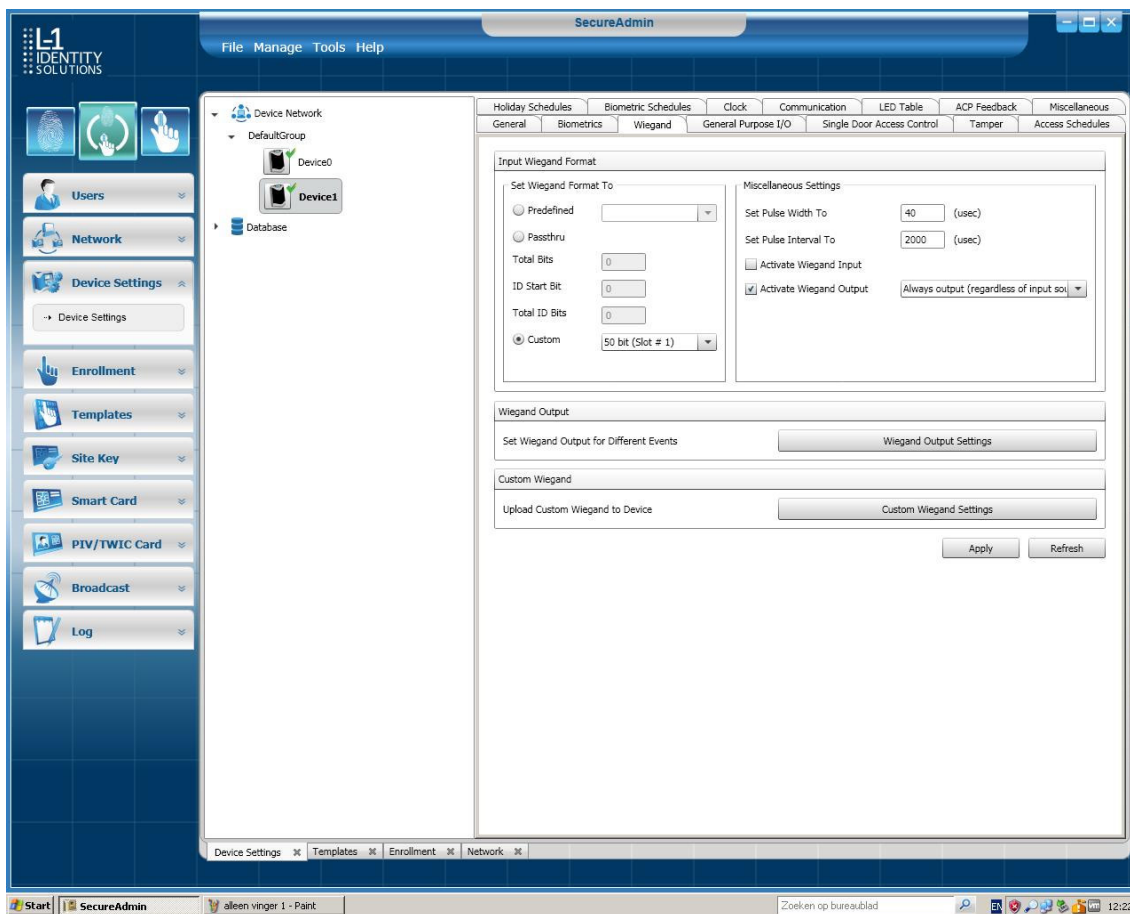 SecureAdmin
L-1
IDENTITY
SOLUTIONS
File Manage Tools Help
Users
Network
Device Settings
Device Settings
Enrollment
Templates
Site Key
Smart Card
PIV/TWIC Card
Broadcast
Log
Device Network
DefaultGroup
Device0
Device1
Database
Holiday Schedules Biometric Schedules Clock Communication LED Table ACP Feedback Miscellaneous
General Biometrics Wiegand General Purpose I/O Single Door Access Control Tamper Access Schedules
Input Wiegand Format
Set Wiegand Format To
Predefined
Passthru
Total Bits 0
ID Start Bit 0
Total ID Bits 0
Custom 50 bit (Slot # 1)
Miscellaneous Settings
Set Pulse Width To 40 (usec)
Set Pulse Interval To 2000 (usec)
Activate Wiegand Input
Activate Wiegand Output Always output (regardless of input sou
Wiegand Output
Set Wiegand Output for Different Events Wiegand Output Settings
Custom Wiegand
Upload Custom Wiegand to Device Custom Wiegand Settings
Apply Refresh
Device Settings Templates Enrollment Network
Start SecureAdmin alleen vinger 1 - Paint Zoeken op bureaublad EN 12:22